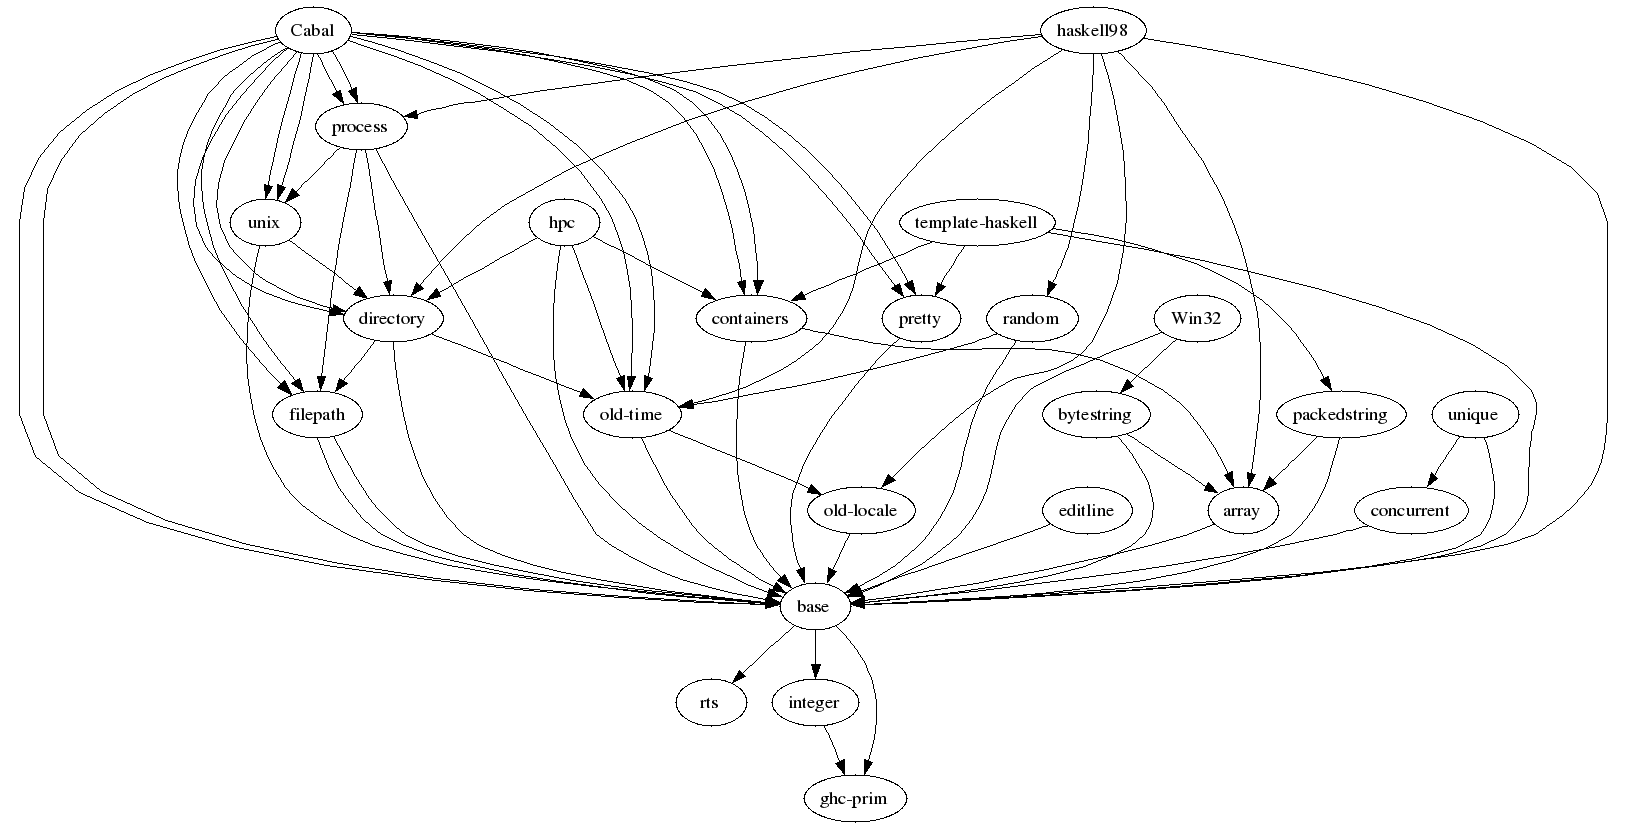 Cabal
haskell98
process
unix
hpc
template-haskell
directory
containers
pretty
random
Win32
filepath
old-time
bytestring
packedstring
unique
old-locale
editline
array
concurrent
base
rts
integer
ghc-prim